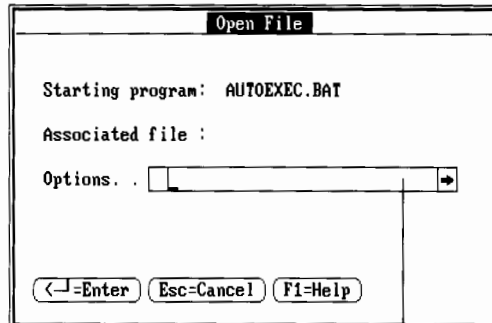 Open File
Starting program: AUTOEXEC.BAT
Associated file :
Options. .
<┘=Enter Esc=Cancel F1=Help